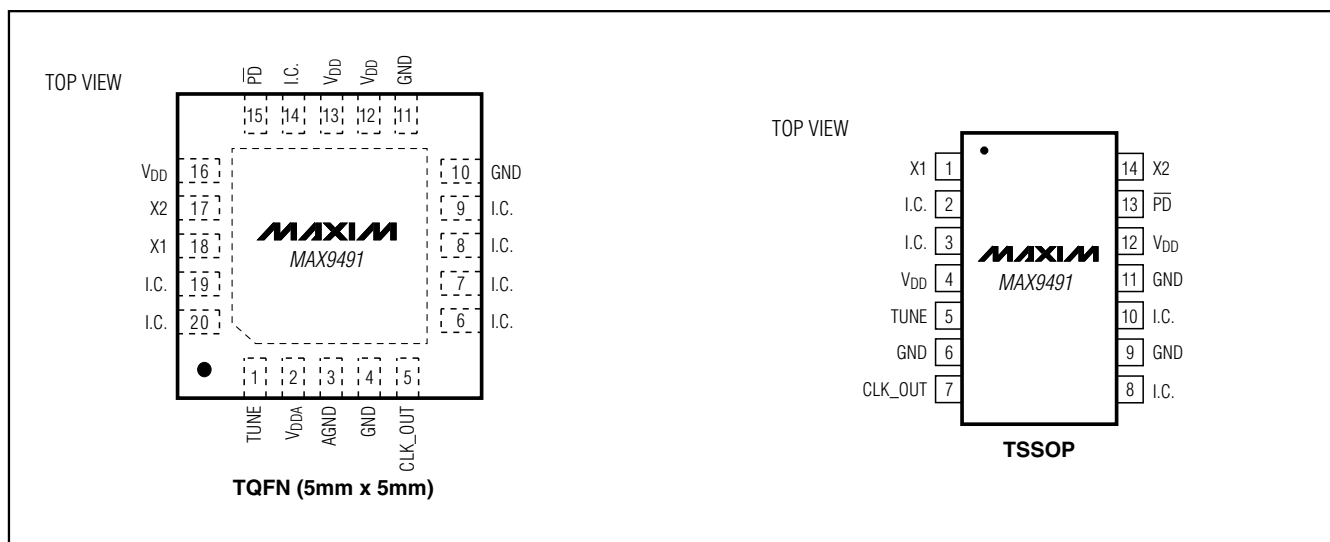 TOP VIEW
P̅D̅ I.C. VDD VDD GND
15 14 13 12 11
VDD 16
X2 17
X1 18
I.C. 19
I.C. 20
10 GND
9 I.C.
8 I.C.
7 I.C.
6 I.C.
MAXIM
MAX9491
1 2 3 4 5
TUNE VDDA AGND GND CLK_OUT
TQFN (5mm x 5mm)
TOP VIEW
X1 1
I.C. 2
I.C. 3
VDD 4
TUNE 5
GND 6
CLK_OUT 7
MAXIM
MAX9491
14 X2
13 P̅D̅
12 VDD
11 GND
10 I.C.
9 GND
8 I.C.
TSSOP